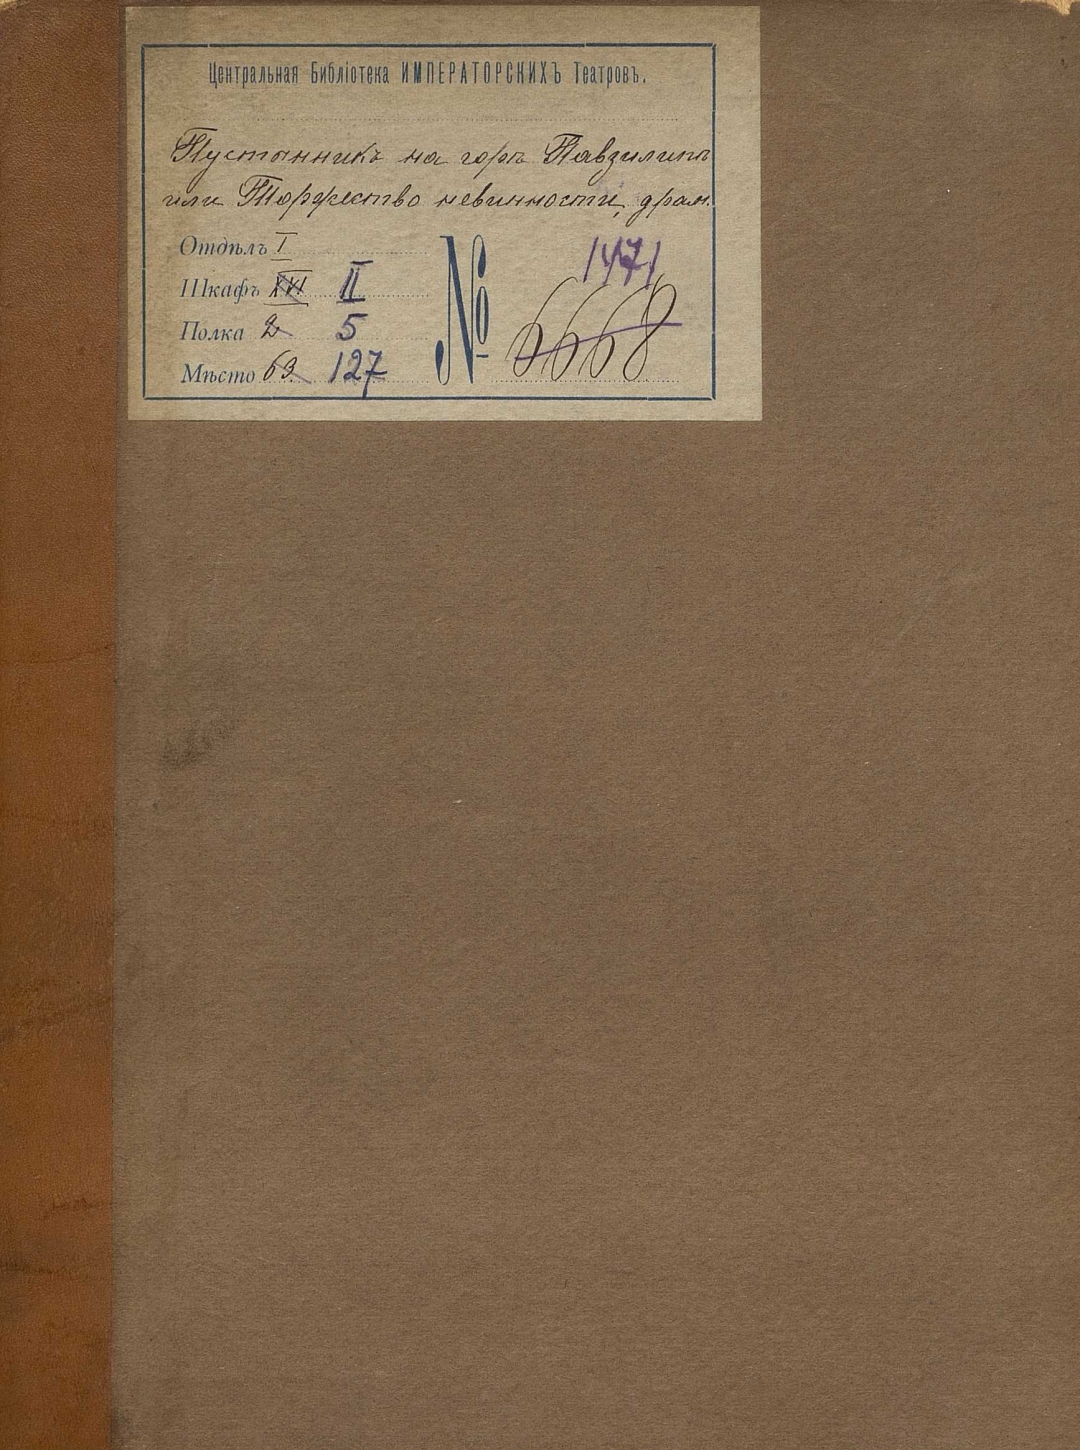 Центральная Библіотека ИМПЕРАТОРСКИХЪ Театровъ.
Пустынникъ на горѣ Павзилипѣ
или Торжество невинности, драм.
Отдѣлъ I
Шкафъ XVI II
Полка 2 5
Мѣсто 63. 127
№ 1471
6668